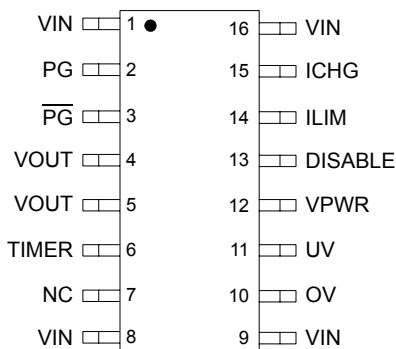 VIN 1 16 VIN
PG 2 15 ICHG
PG 3 14 ILIM
VOUT 4 13 DISABLE
VOUT 5 12 VPWR
TIMER 6 11 UV
NC 7 10 OV
VIN 8 9 VIN